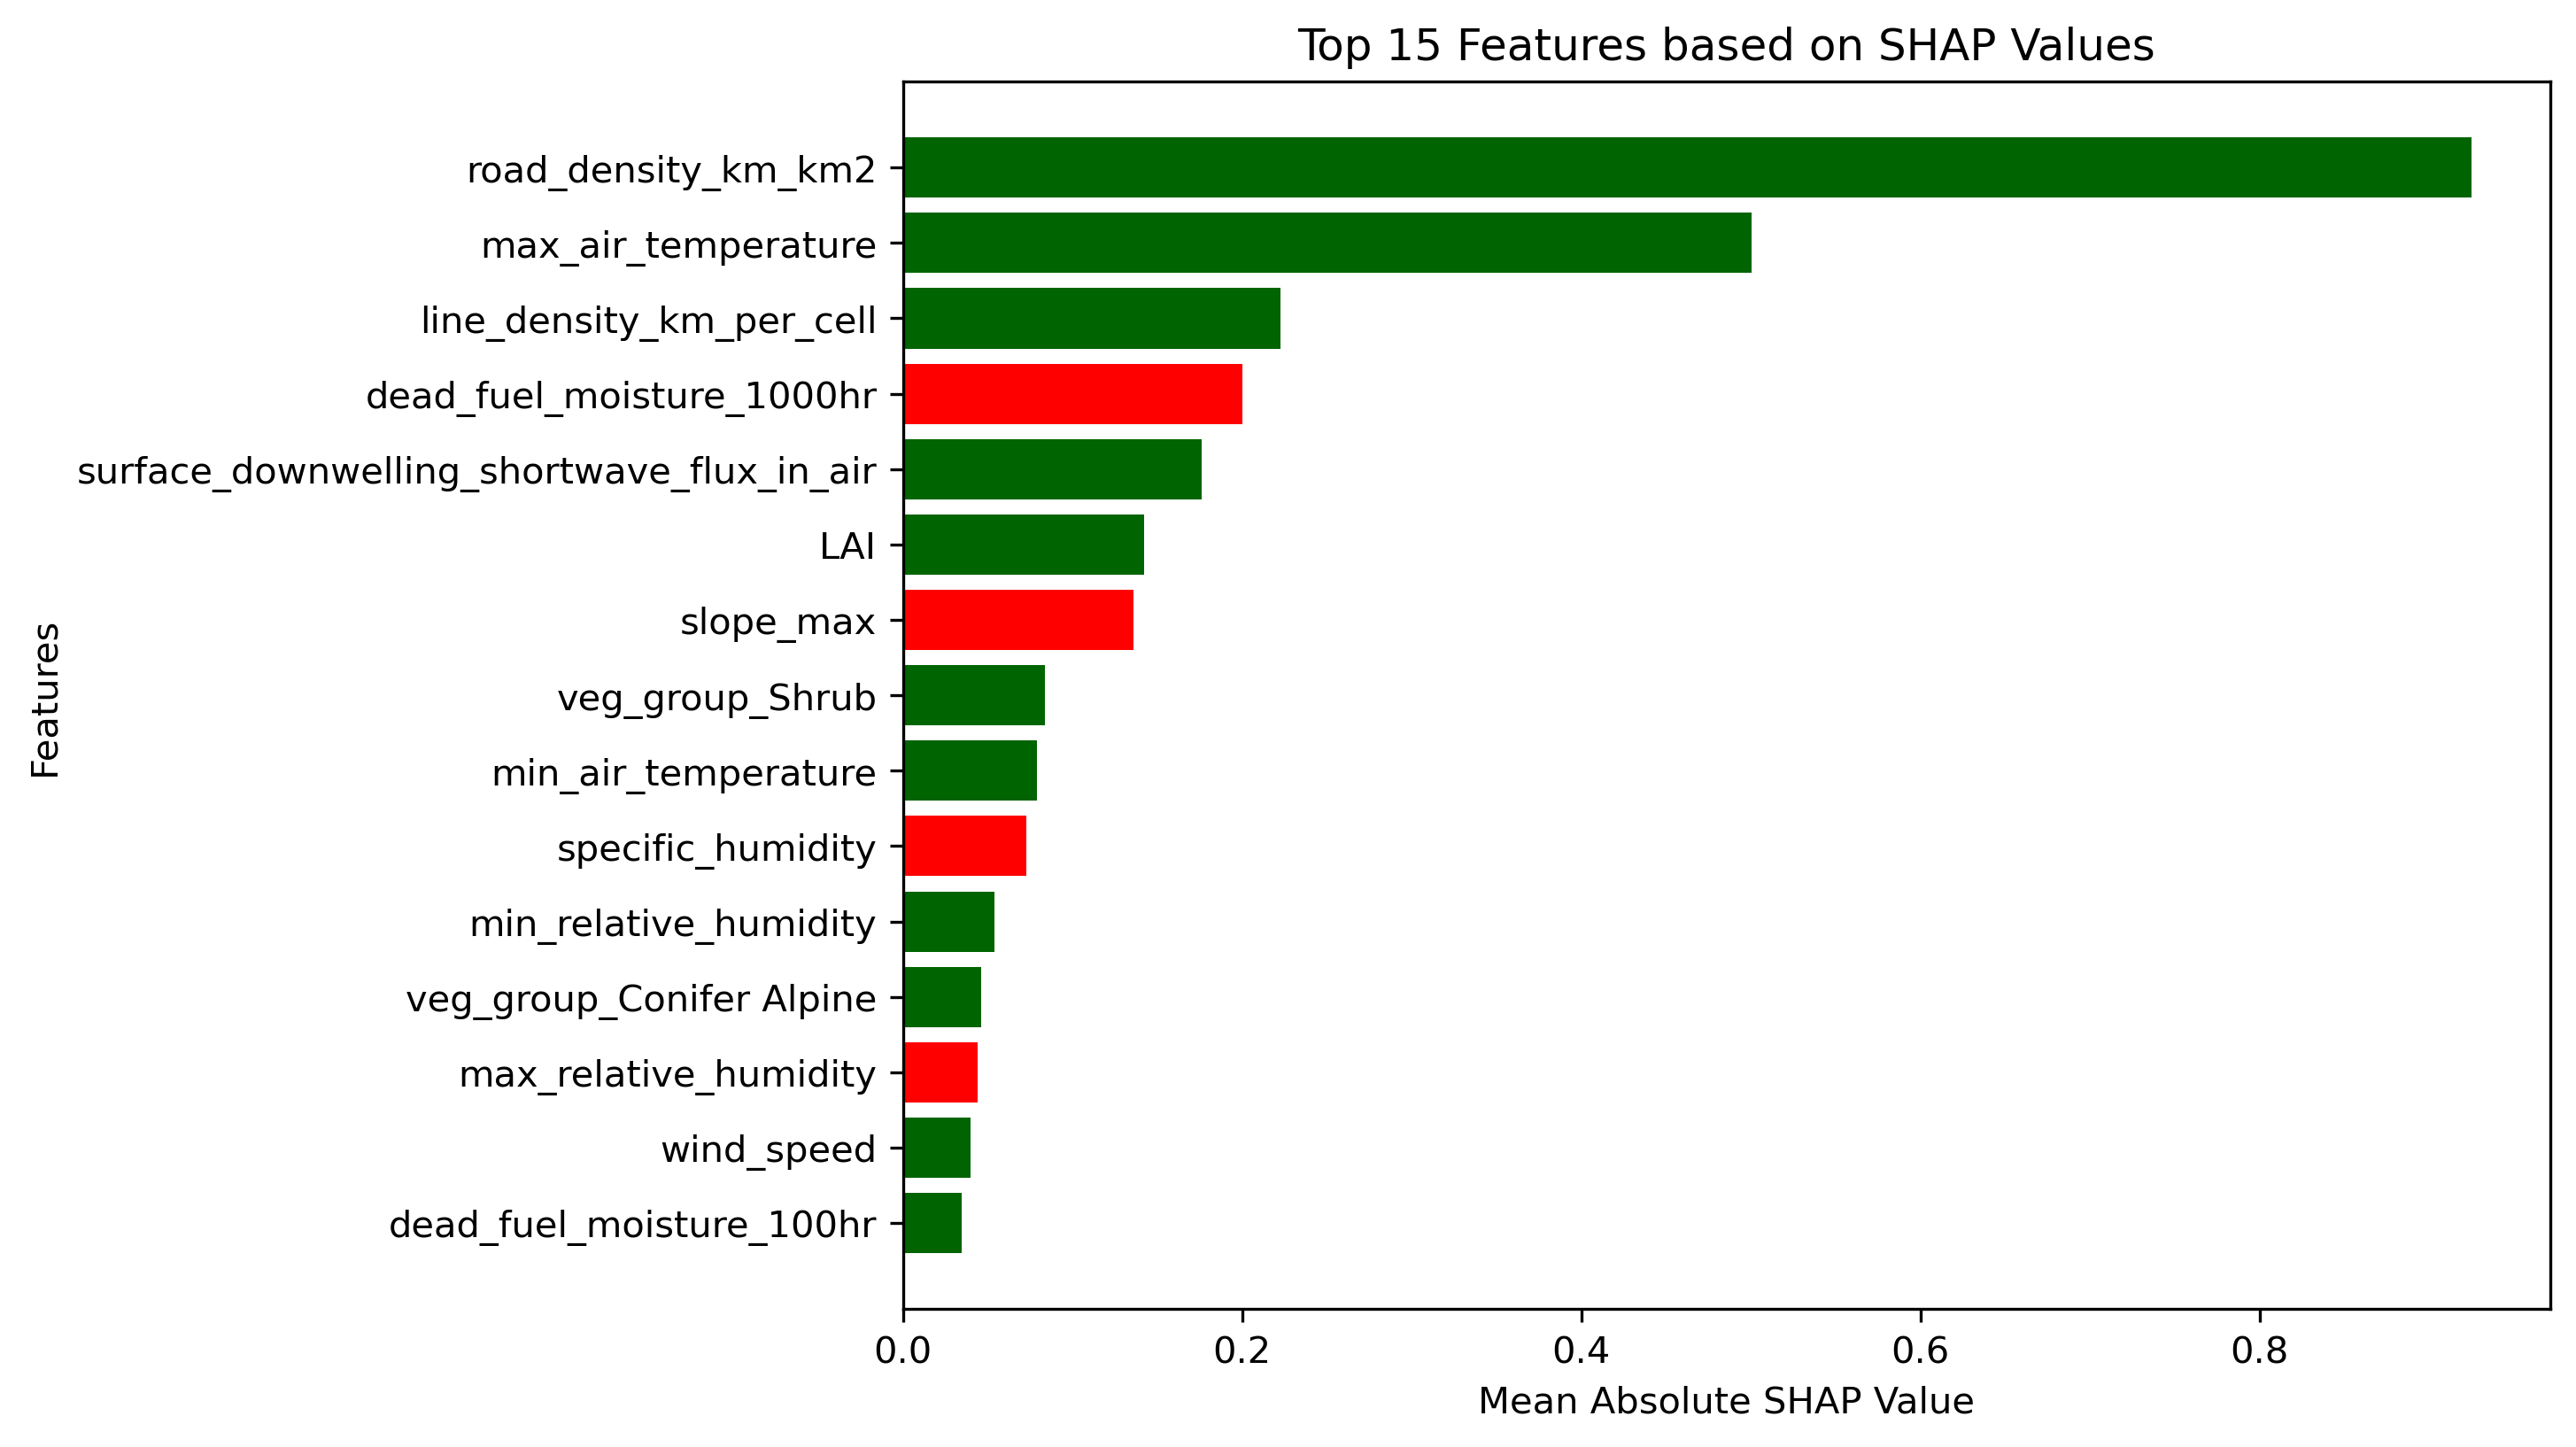 Top 15 Features based on SHAP Values
Features
road_density_km_km2
max_air_temperature
line_density_km_per_cell
dead_fuel_moisture_1000hr
surface_downwelling_shortwave_flux_in_air
LAI
slope_max
veg_group_Shrub
min_air_temperature
specific_humidity
min_relative_humidity
veg_group_Conifer Alpine
max_relative_humidity
wind_speed
dead_fuel_moisture_100hr
0.0 0.2 0.4 0.6 0.8
Mean Absolute SHAP Value